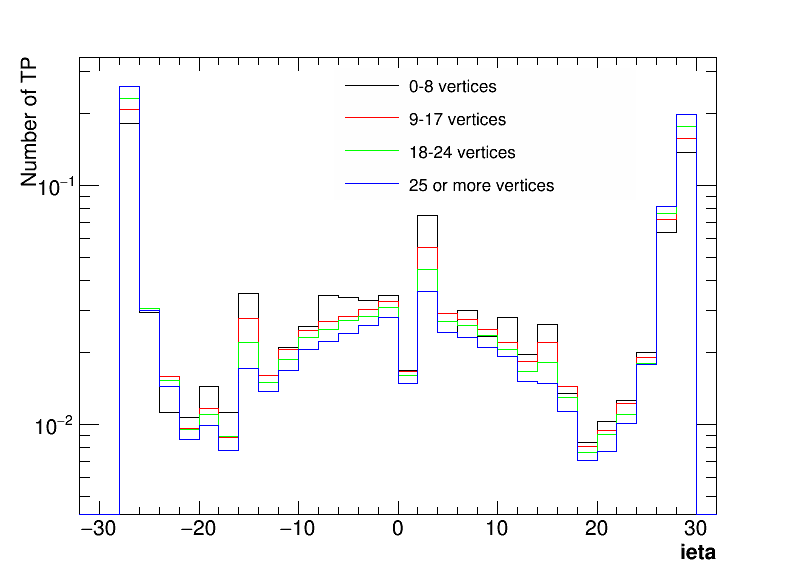 Number of TP
0-8 vertices
9-17 vertices
18-24 vertices
25 or more vertices
10⁻¹
10⁻²
−30 −20 −10 0 10 20 30
ieta